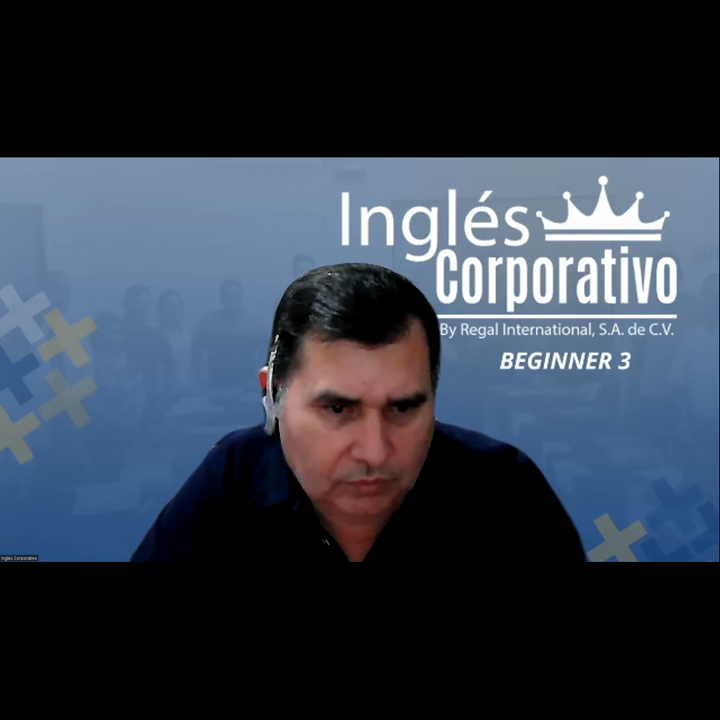 Inglés
Corporativo
By Regal International, S.A. de C.V.
BEGINNER 3
Inglés Corporativo